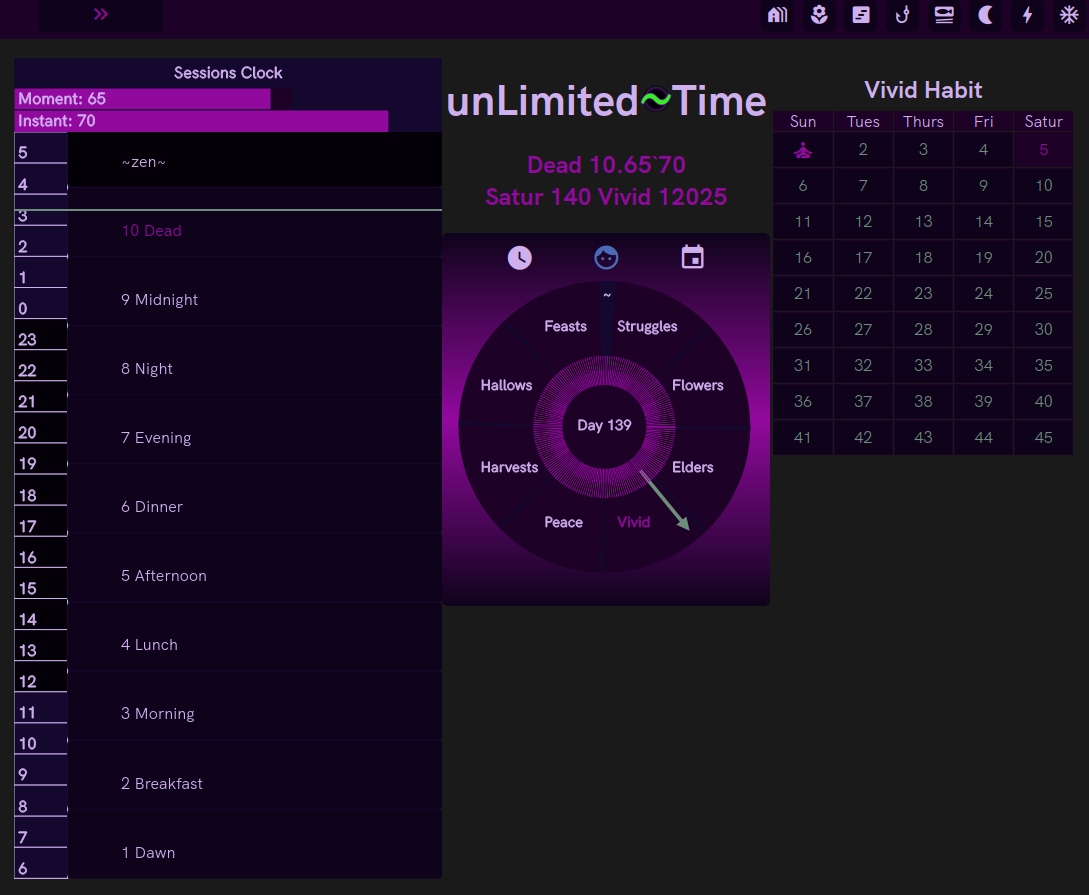 Sessions Clock
Moment: 65
Instant: 70
5
4
3
2
1
0
23
22
21
20
19
18
17
16
15
14
13
12
11
10
9
8
7
6
~zen~
10 Dead
9 Midnight
8 Night
7 Evening
6 Dinner
5 Afternoon
4 Lunch
3 Morning
2 Breakfast
1 Dawn
unLimited~Time
Dead 10.65`70
Satur 140 Vivid 12025
~
Feasts Struggles
Hallows Flowers
Day 139
Harvests Elders
Peace Vivid
Vivid Habit
Sun Tues Thurs Fri Satur
2 3 4 5
6 7 8 9 10
11 12 13 14 15
16 17 18 19 20
21 22 23 24 25
26 27 28 29 30
31 32 33 34 35
36 37 38 39 40
41 42 43 44 45